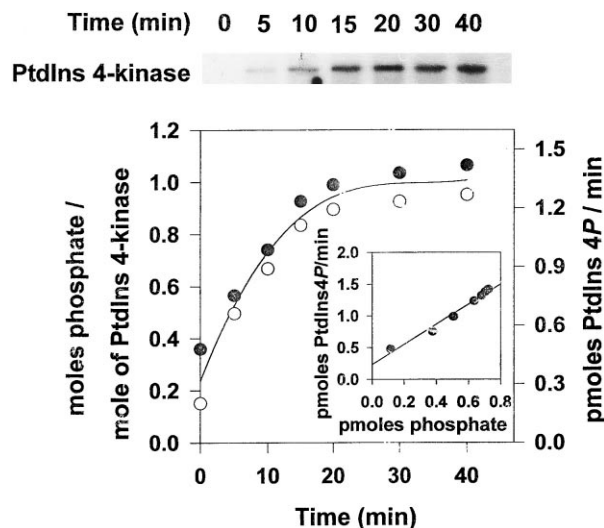 Time (min) 0 5 10 15 20 30 40
PtdIns 4-kinase
moles phosphate /
mole of PtdIns 4-kinase
1.2
1.0
0.8
0.6
0.4
0.2
0.0
pmoles PtdIns 4P / min
1.5
1.2
0.9
0.6
0.3
0.0
pmoles PtdIns4P/min
2.0
1.5
1.0
0.5
0.0
0.0 0.2 0.4 0.6 0.8
pmoles phosphate
0 10 20 30 40
Time (min)